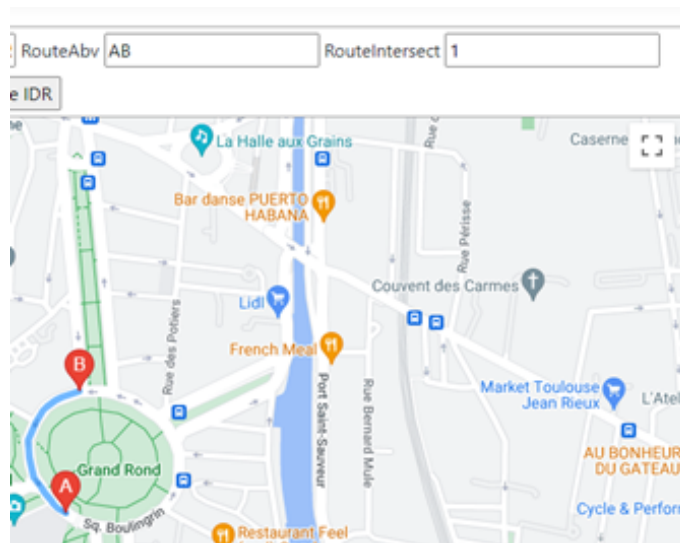 RouteAbv AB RouteIntersect 1
e IDR
La Halle aux Grains
Caserne
Bar danse PUERTO
HABANA
Rue Périsse
Couvent des Carmes
Lidl
Rue des Potiers
French Meal
Port Saint-Sauveur
Rue Bernard Mule
Market Toulouse
Jean Rieux
L'Atel
B
AU BONHEUR
DU GATEAU
Grand Rond
A
Sq. Boulingrin
Cycle & Perform
Restaurant Feel